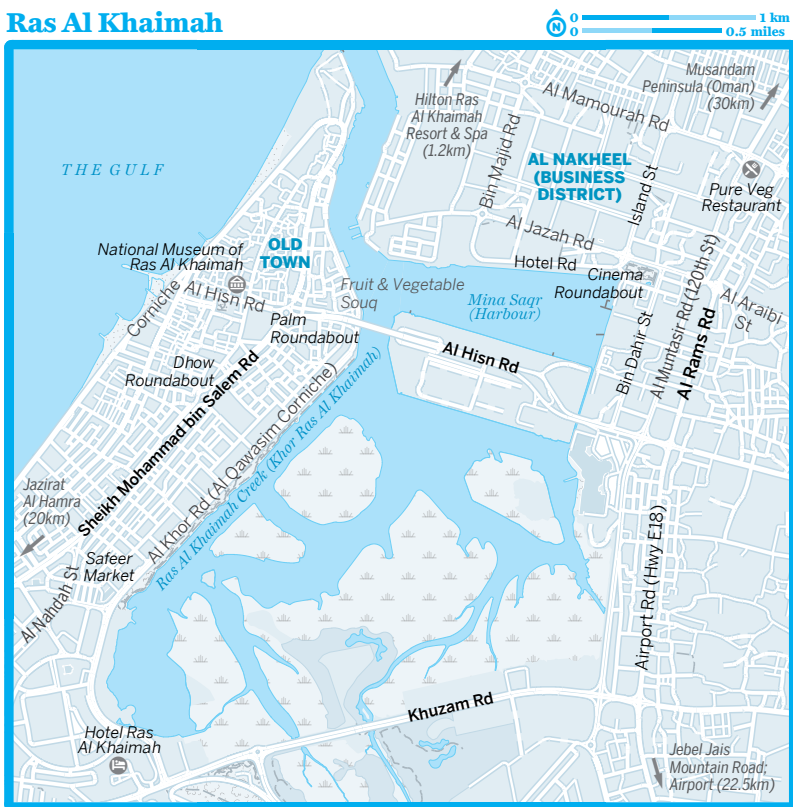 Ras Al Khaimah
N
0 1 km
0 0.5 miles
Musandam
Peninsula (Oman)
(30km)
Hilton Ras
Al Khaimah
Resort & Spa
(1.2km)
Al Mamourah Rd
Bin Majid Rd
THE GULF
AL NAKHEEL
(BUSINESS
DISTRICT)
Island St
Pure Veg
Restaurant
Al Jazah Rd
National Museum of
Ras Al Khaimah
OLD
TOWN
Hotel Rd
Cinema
Roundabout
Fruit & Vegetable
Souq
Mina Saqr
(Harbour)
Corniche
Al Hisn Rd
Al Muntasir Rd (120th St)
Al Araibi
St
Palm
Roundabout
Al Hisn Rd
Bin Dahir St
Al Rams Rd
Dhow
Roundabout
Sheikh Mohammad bin Salem Rd
Al Khor Rd (Al Qawasim Corniche)
Ras Al Khaimah Creek (Khor Ras Al Khaimah)
Jazirat
Al Hamra
(20km)
Safeer
Market
Al Nahdah St
Airport Rd (Hwy E18)
Khuzam Rd
Hotel Ras
Al Khaimah
Jebel Jais
Mountain Road;
Airport (22.5km)